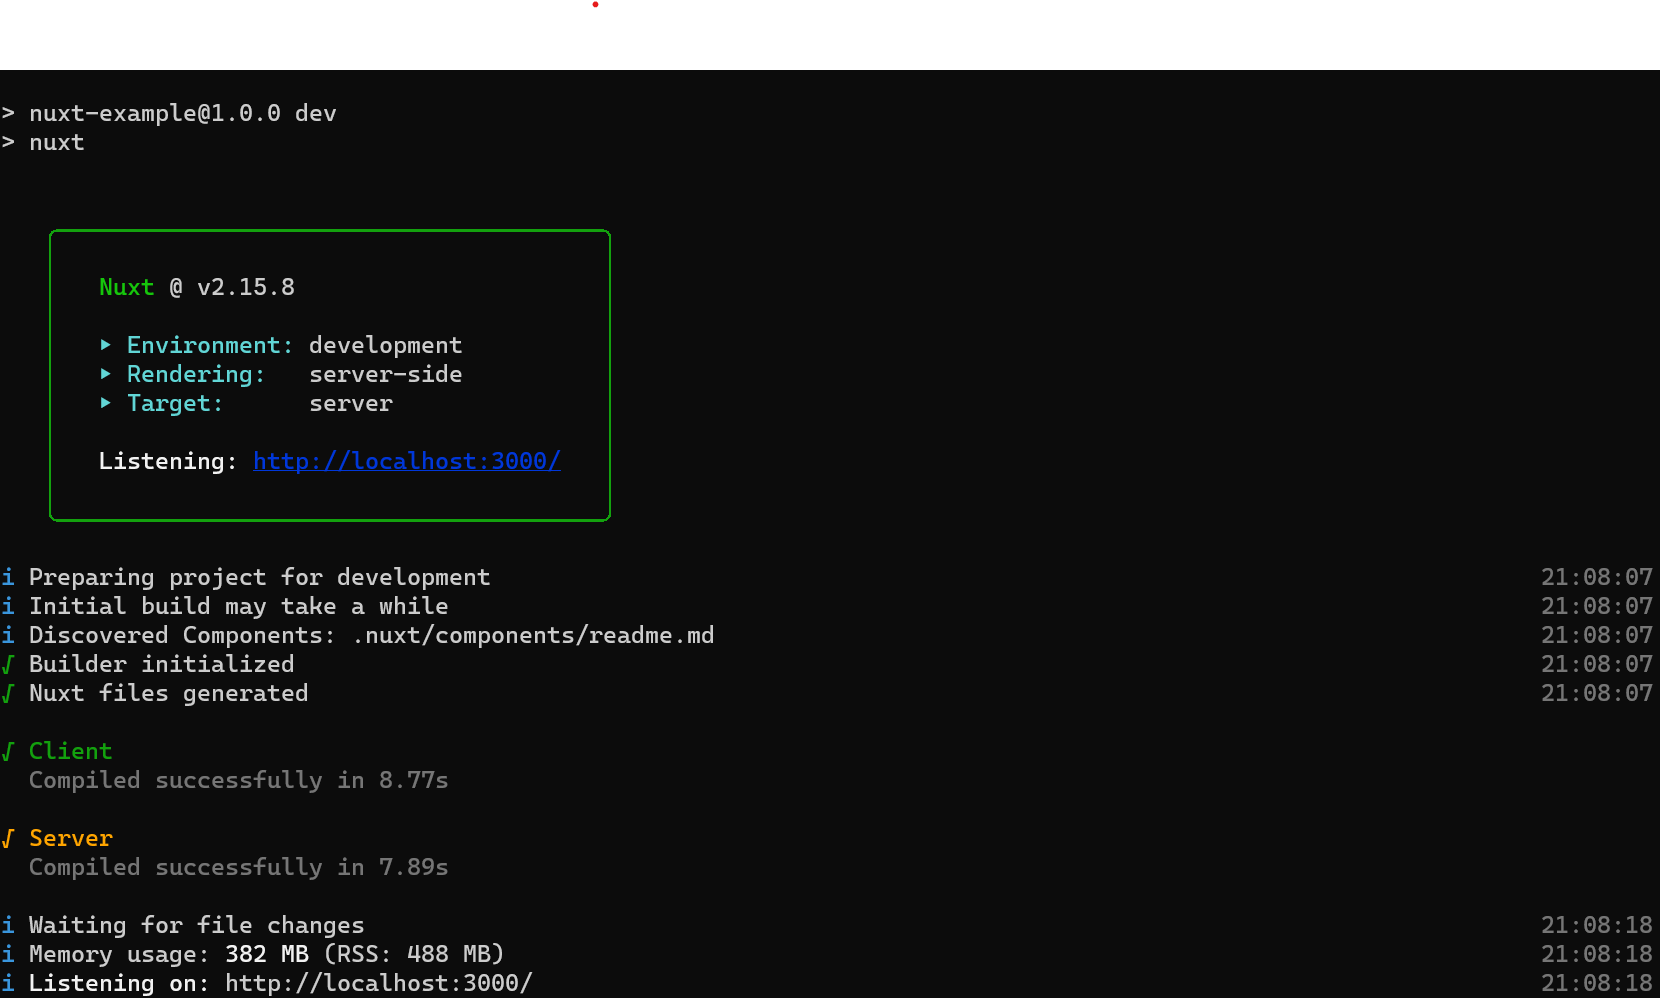 > nuxt-example@1.0.0 dev
> nuxt
Nuxt @ v2.15.8
▸ Environment: development
▸ Rendering: server-side
▸ Target: server
Listening: http://localhost:3000/
i Preparing project for development 21:08:07
i Initial build may take a while 21:08:07
i Discovered Components: .nuxt/components/readme.md 21:08:07
√ Builder initialized 21:08:07
√ Nuxt files generated 21:08:07
√ Client
Compiled successfully in 8.77s
√ Server
Compiled successfully in 7.89s
i Waiting for file changes 21:08:18
i Memory usage: 382 MB (RSS: 488 MB) 21:08:18
i Listening on: http://localhost:3000/ 21:08:18